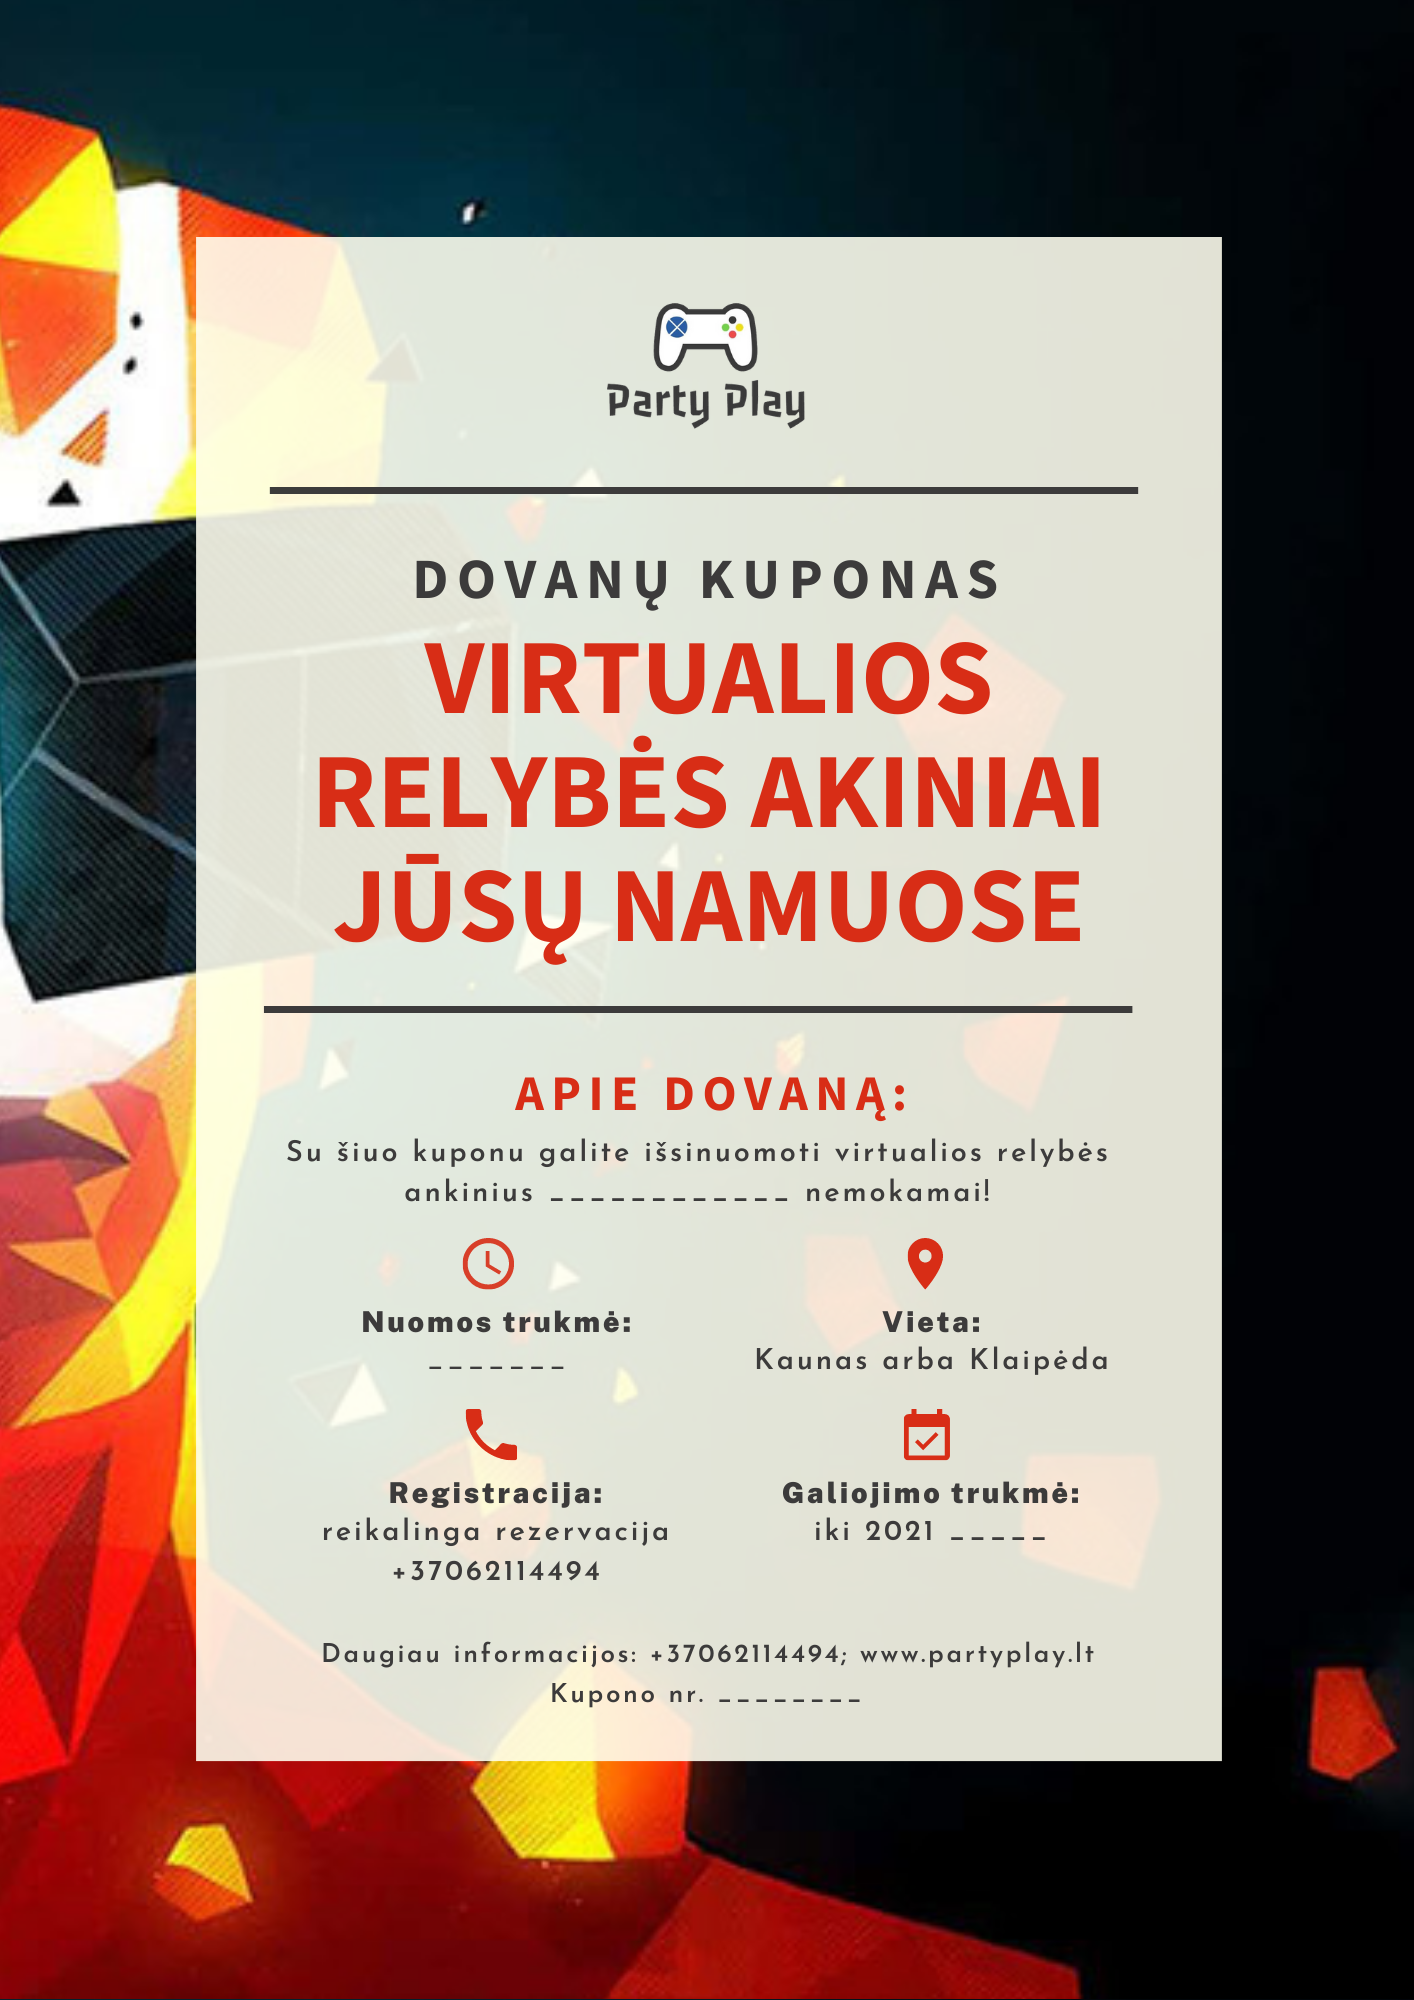 Party Play
DOVANŲ KUPONAS
VIRTUALIOS
RELYBĖS AKINIAI
JŪSŲ NAMUOSE
APIE DOVANĄ:
Su šiuo kuponu galite išsinuomoti virtualios relybės
ankinius ____________ nemokamai!
Nuomos trukmė:
_______
Vieta:
Kaunas arba Klaipėda
Registracija:
reikalinga rezervacija
+37062114494
Galiojimo trukmė:
iki 2021 _____
Daugiau informacijos: +37062114494; www.partyplay.lt
Kupono nr. ________